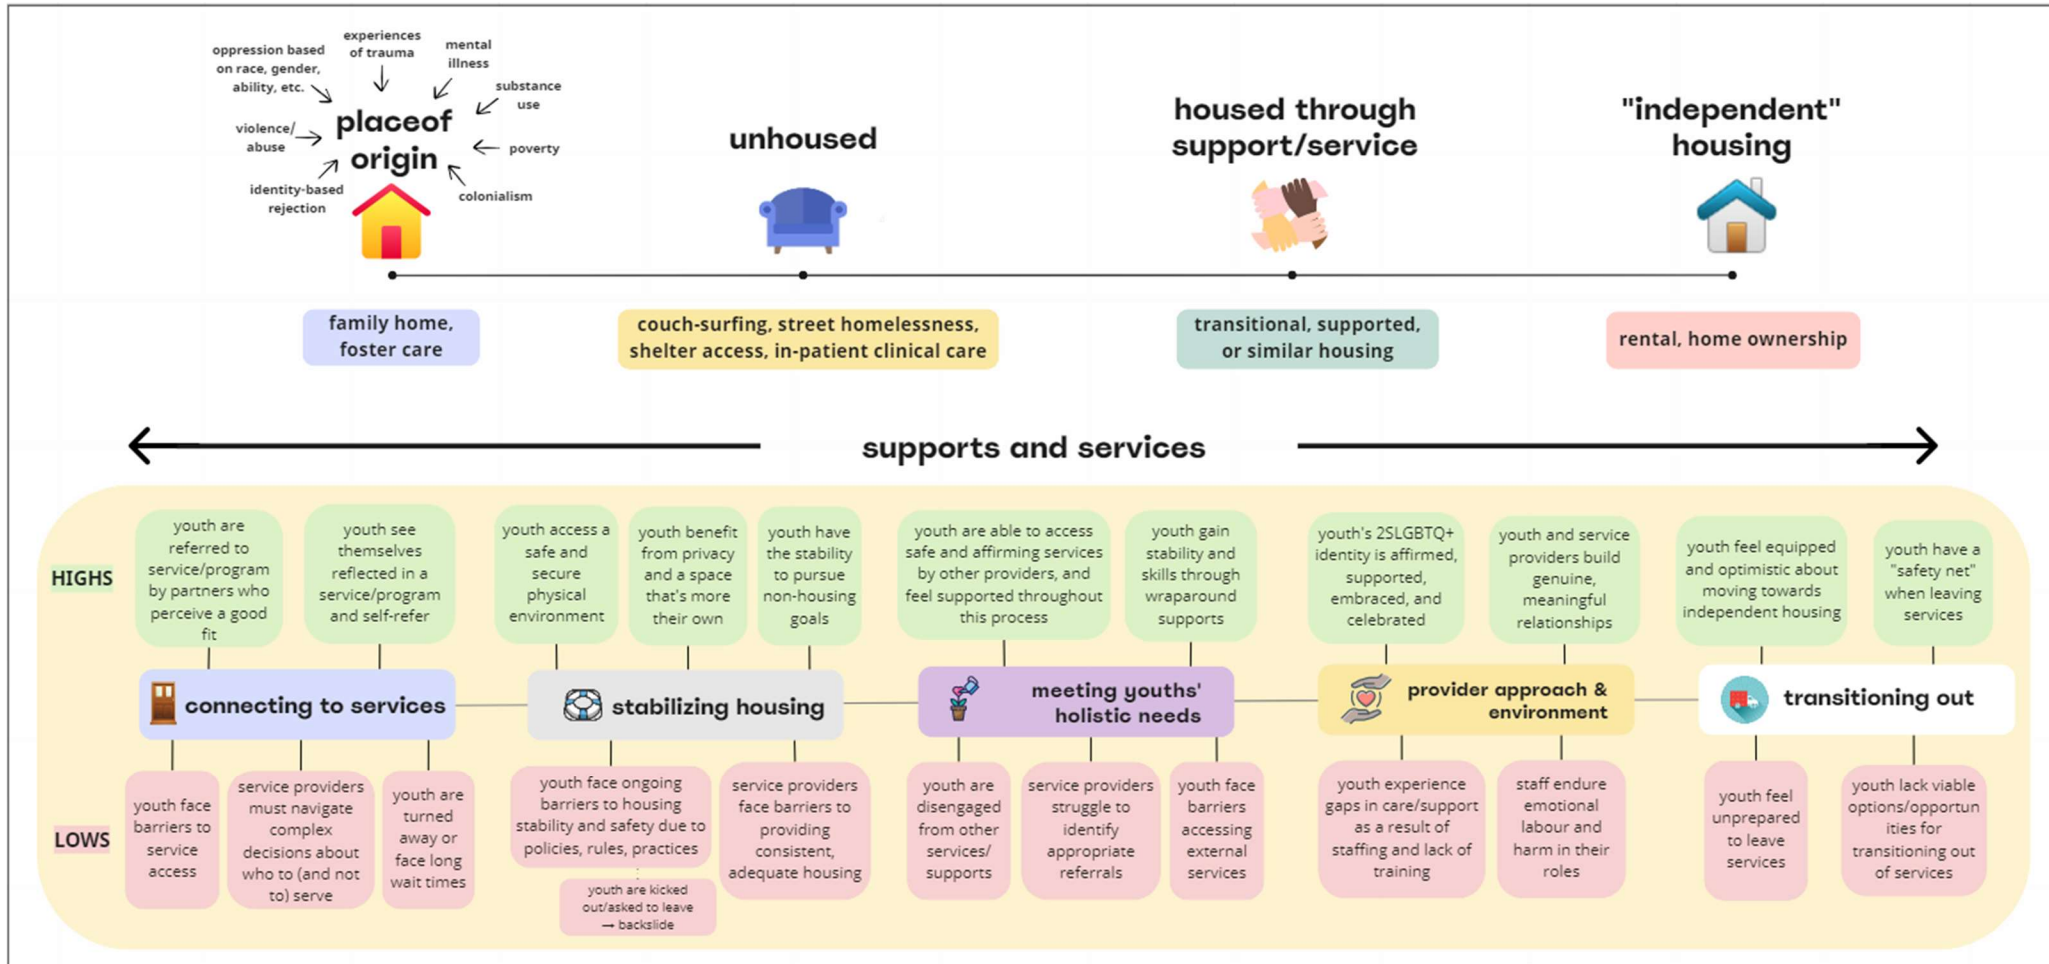 experiences
of trauma
oppression based
on race, gender,
ability, etc.
mental
illness
substance
use
violence/
abuse
placeof
origin
poverty
identity-based
rejection
colonialism
unhoused
housed through
support/service
"independent"
housing
family home,
foster care
couch-surfing, street homelessness,
shelter access, in-patient clinical care
transitional, supported,
or similar housing
rental, home ownership
supports and services
HIGHS
youth are
referred to
service/program
by partners who
perceive a good
fit
youth see
themselves
reflected in a
service/program
and self-refer
youth access a
safe and
secure
physical
environment
youth benefit
from privacy
and a space
that's more
their own
youth have
the stability
to pursue
non-housing
goals
youth are able to access
safe and affirming services
by other providers, and
feel supported throughout
this process
youth gain
stability and
skills through
wraparound
supports
youth's 2SLGBTQ+
identity is affirmed,
supported,
embraced, and
celebrated
youth and service
providers build
genuine,
meaningful
relationships
youth feel equipped
and optimistic about
moving towards
independent housing
youth have a
"safety net"
when leaving
services
connecting to services
stabilizing housing
meeting youths'
holistic needs
provider approach &
environment
transitioning out
LOWS
youth face
barriers to
service
access
service providers
must navigate
complex
decisions about
who to (and not
to) serve
youth are
turned
away or
face long
wait times
youth face ongoing
barriers to housing
stability and safety due to
policies, rules, practices
youth are kicked
out/asked to leave
→ backslide
service providers
face barriers to
providing
consistent,
adequate housing
youth are
disengaged
from other
services/
supports
service providers
struggle to
identify
appropriate
referrals
youth face
barriers
accessing
external
services
youth experience
gaps in care/support
as a result of
staffing and lack of
training
staff endure
emotional
labour and
harm in their
roles
youth feel
unprepared
to leave
services
youth lack viable
options/opportun
ities for
transitioning out
of services